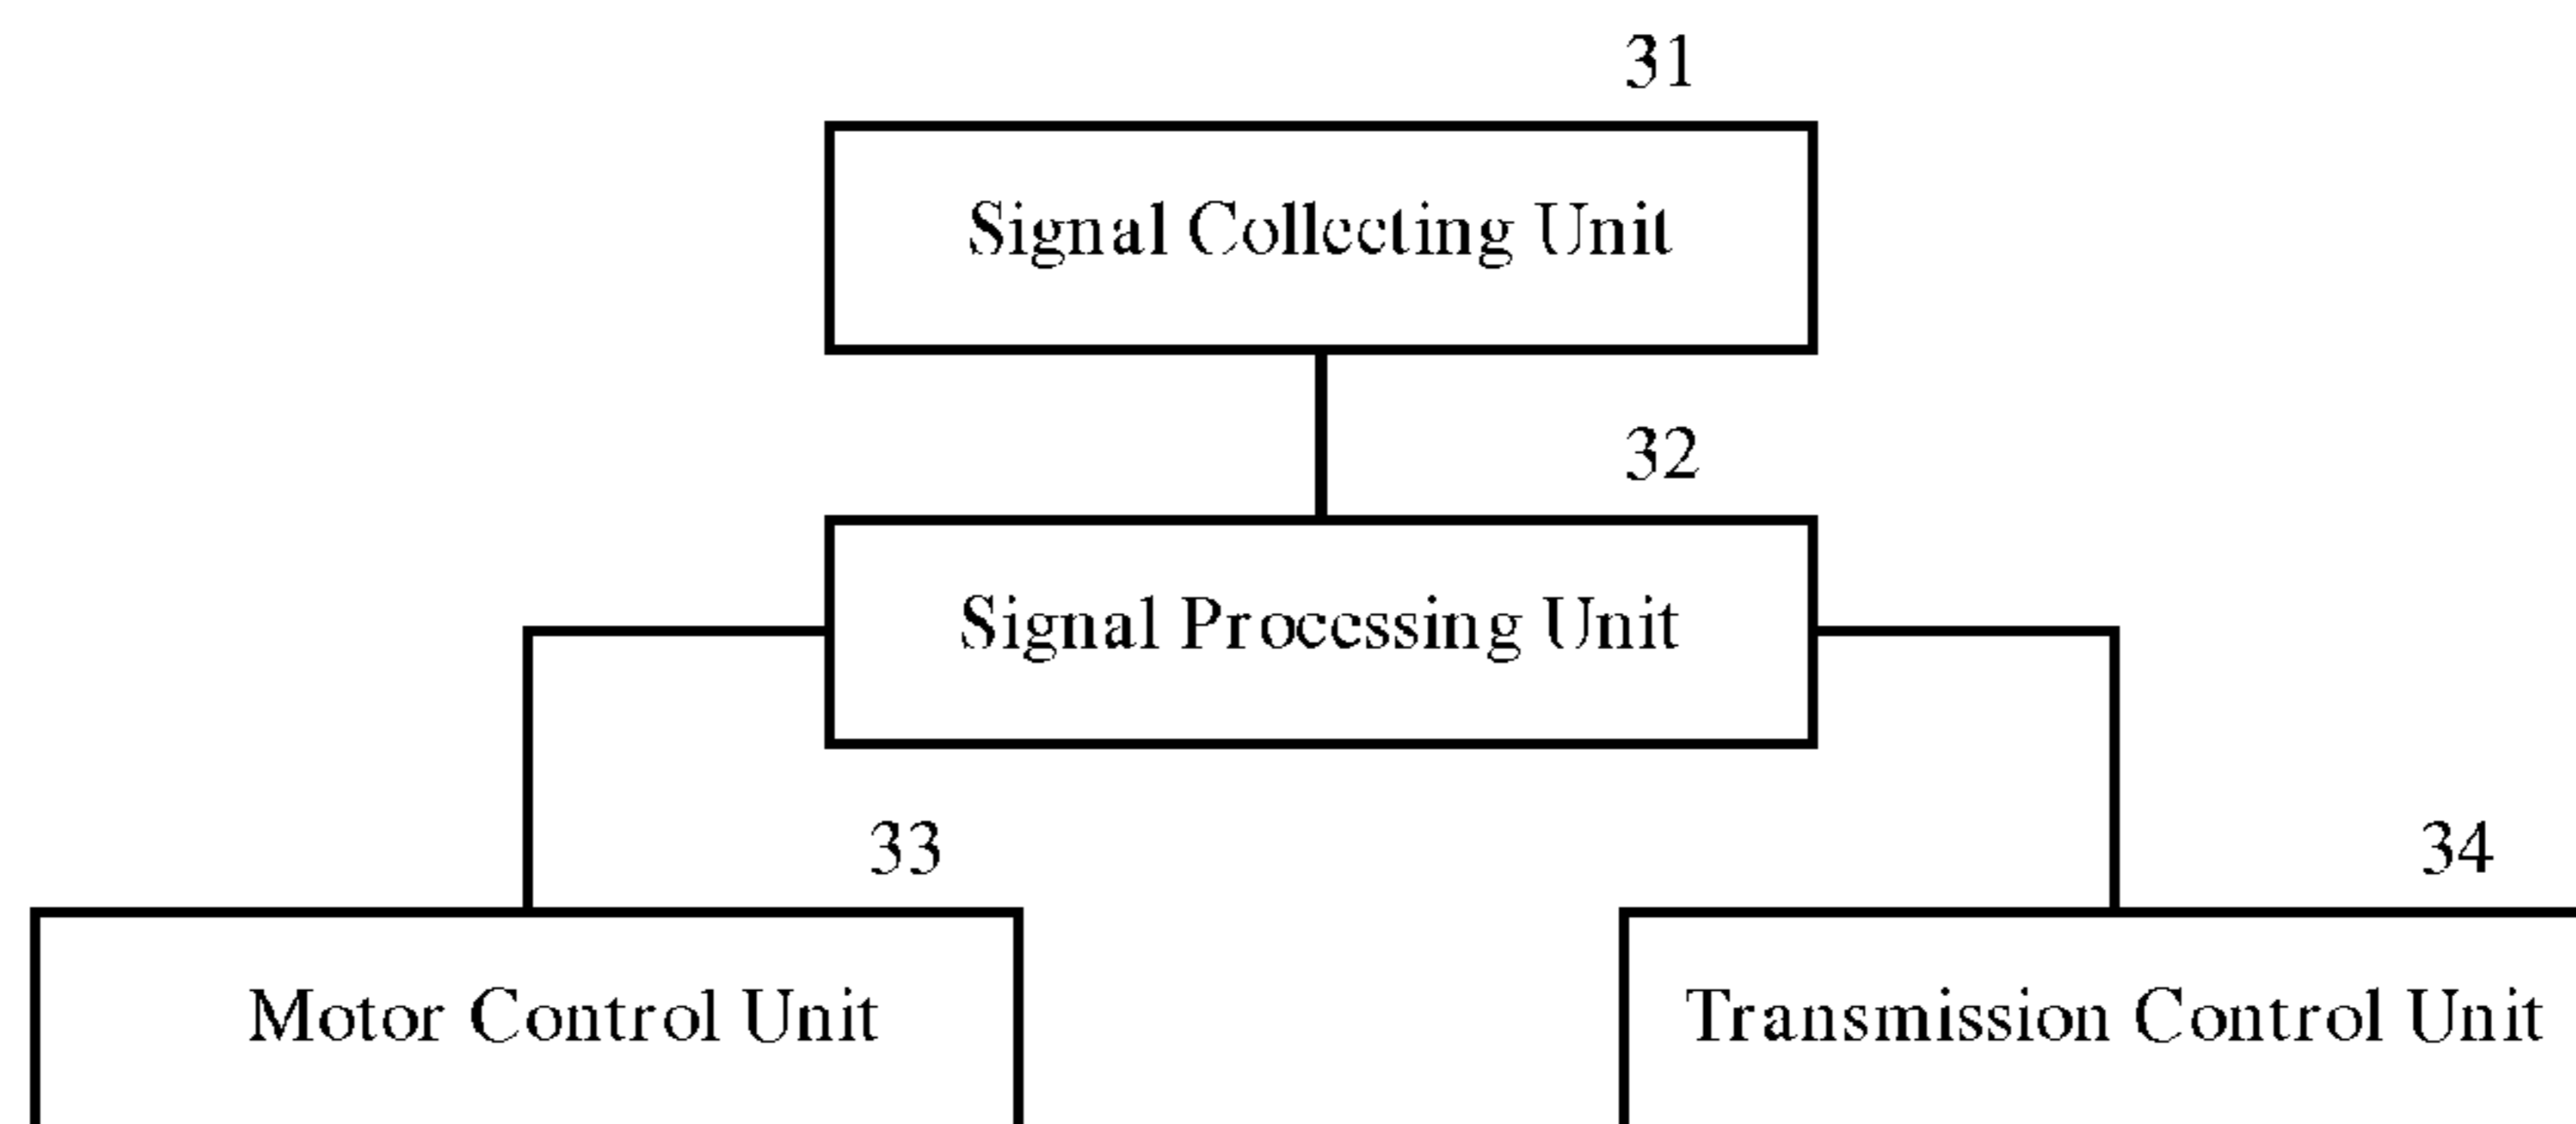 31
Signal Collecting Unit
32
Signal Processing Unit
33
34
Motor Control Unit
Transmission Control Unit